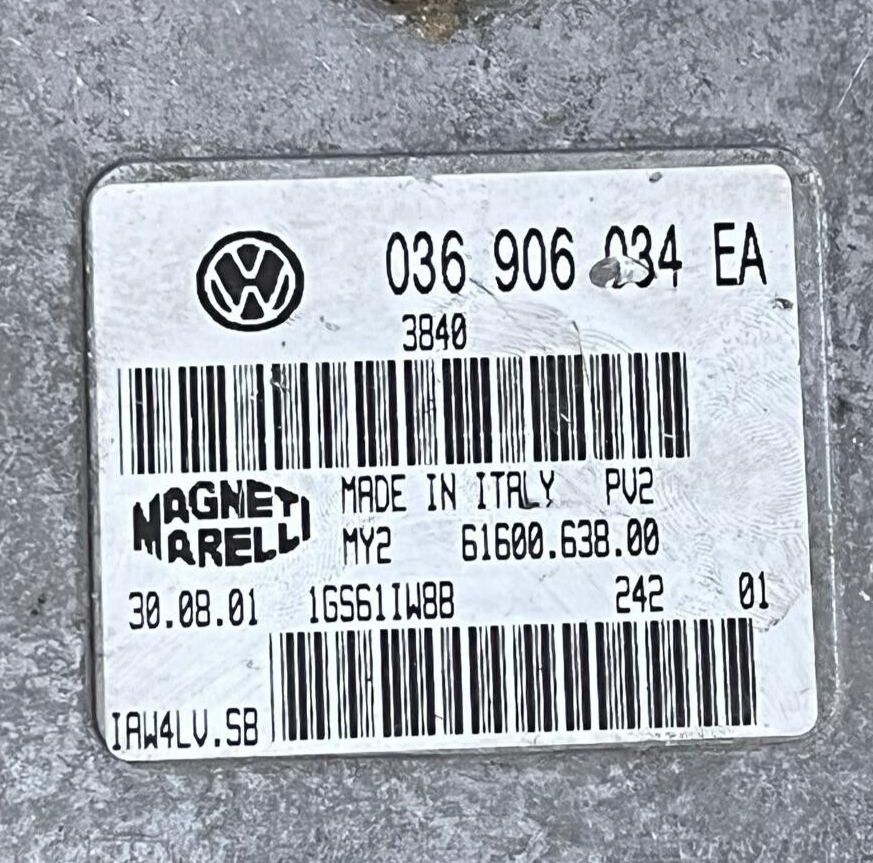 036 906 034 EA
3840
MAGNETI MARELLI
MADE IN ITALY PV2
MY2 61600.638.00
30.08.01 1GS61IW8B 242 01
IAW4LV.SB